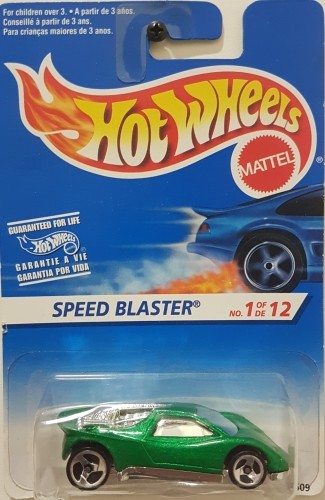 For children over 3. • A partir de 3 años.
Conseillé à partir de 3 ans.
Para crianças maiores de 3 anos.
HOT WHEELS
MATTEL
®
GUARANTEED FOR LIFE
Hot Wheels
GARANTIE A VIE
GARANTIA POR VIDA
SPEED BLASTER®
NO. 1 OF DE 12